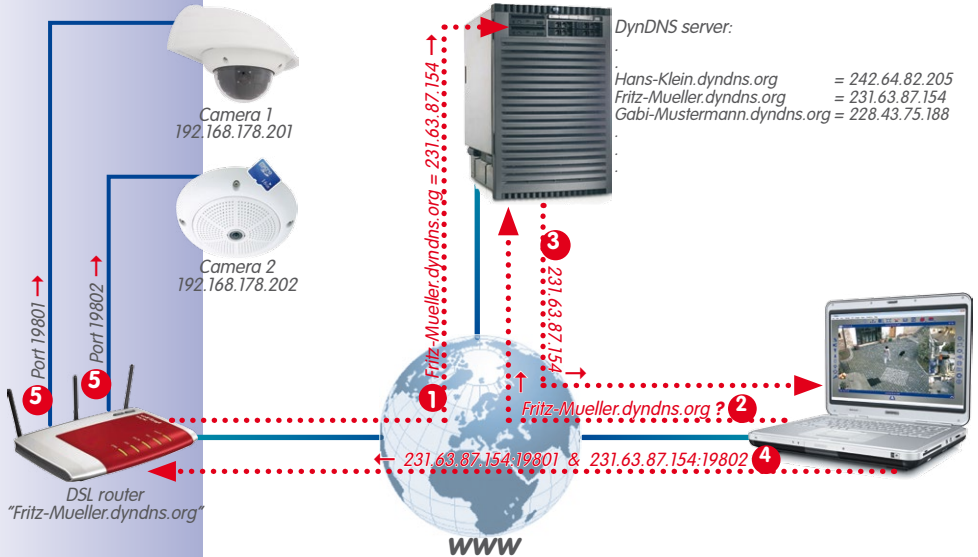 DynDNS server:
.
.
Hans-Klein.dyndns.org = 242.64.82.205
Fritz-Mueller.dyndns.org = 231.63.87.154
Gabi-Mustermann.dyndns.org = 228.43.75.188
.
.
.
Camera 1
192.168.178.201
Camera 2
192.168.178.202
Port 19801 →
Port 19802 →
5
5
1
Fritz-Mueller.dyndns.org = 231.63.87.154 →
3
231.63.87.154 →
↑
Fritz-Mueller.dyndns.org ? 2
← 231.63.87.154:19801 & 231.63.87.154:19802 4
DSL router
“Fritz-Mueller.dyndns.org”
www